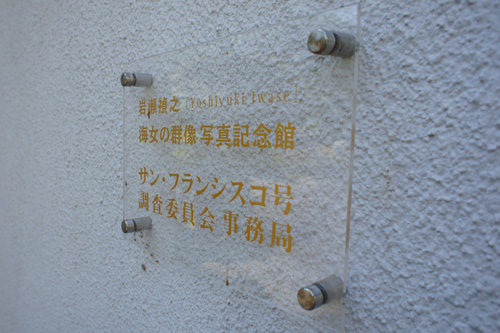 岩瀬禎之 (Yoshiyuki Iwase)
海女の群像 写真記念館
サン・フランシスコ号
調査委員会 事務局